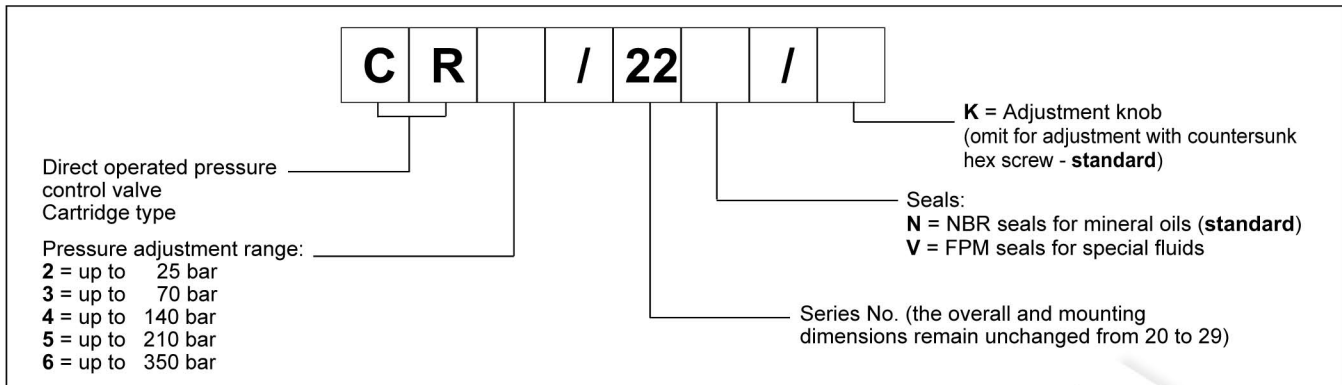 C R / 22 /
K = Adjustment knob
(omit for adjustment with countersunk
hex screw - standard)
Direct operated pressure
control valve
Cartridge type
Seals:
N = NBR seals for mineral oils (standard)
V = FPM seals for special fluids
Pressure adjustment range:
2 = up to 25 bar
3 = up to 70 bar
4 = up to 140 bar
5 = up to 210 bar
6 = up to 350 bar
Series No. (the overall and mounting
dimensions remain unchanged from 20 to 29)